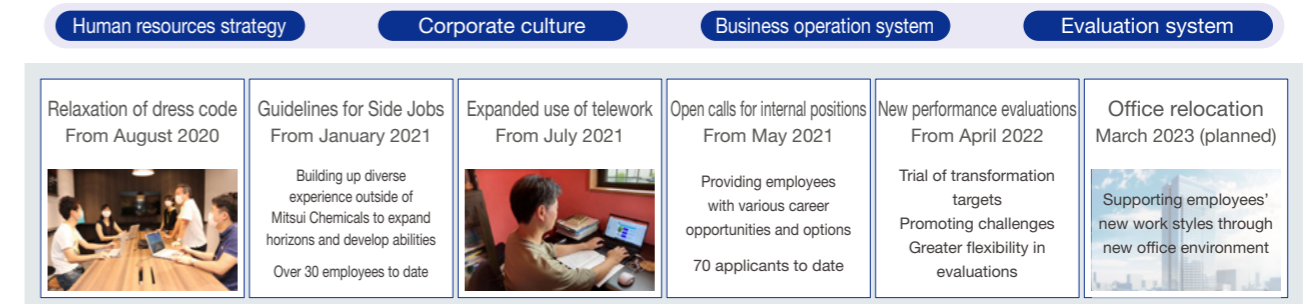 Human resources strategy
Corporate culture
Business operation system
Evaluation system
Relaxation of dress code
From August 2020
Guidelines for Side Jobs
From January 2021
Building up diverse
experience outside of
Mitsui Chemicals to expand
horizons and develop abilities
Over 30 employees to date
Expanded use of telework
From July 2021
Open calls for internal positions
From May 2021
Providing employees
with various career
opportunities and options
70 applicants to date
New performance evaluations
From April 2022
Trial of transformation
targets
Promoting challenges
Greater flexibility in
evaluations
Office relocation
March 2023 (planned)
Supporting employees’
new work styles through
new office environment